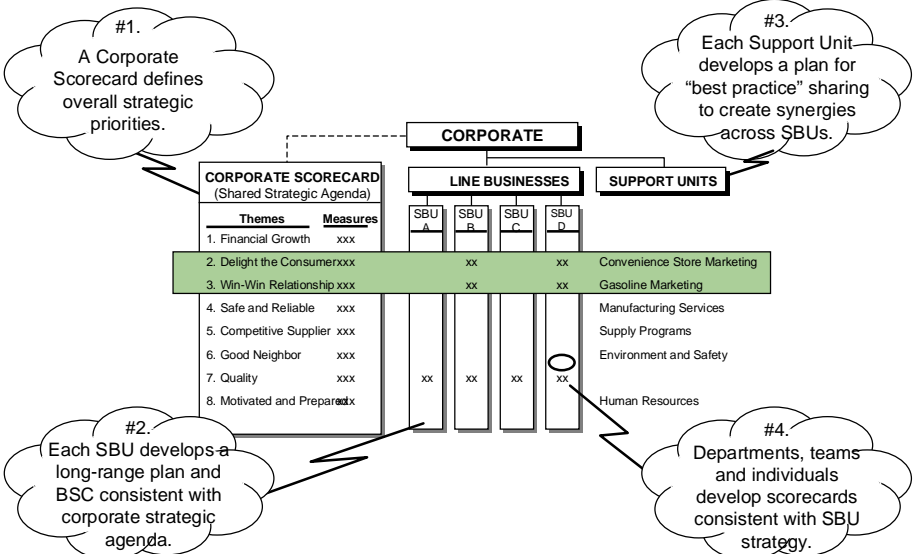 #1.
A Corporate
Scorecard defines
overall strategic
priorities.
#3.
Each Support Unit
develops a plan for
“best practice” sharing
to create synergies
across SBUs.
CORPORATE
CORPORATE SCORECARD
(Shared Strategic Agenda)
LINE BUSINESSES
SUPPORT UNITS
Themes Measures
SBU A
SBU B
SBU C
SBU D
1. Financial Growth xxx
2. Delight the Consumer xxx xx xx Convenience Store Marketing
3. Win-Win Relationship xxx xx xx Gasoline Marketing
4. Safe and Reliable xxx Manufacturing Services
5. Competitive Supplier xxx Supply Programs
6. Good Neighbor xxx Environment and Safety
7. Quality xxx xx xx xx xx
8. Motivated and Prepared xxx Human Resources
#2.
Each SBU develops a
long-range plan and
BSC consistent with
corporate strategic
agenda.
#4.
Departments, teams
and individuals
develop scorecards
consistent with SBU
strategy.